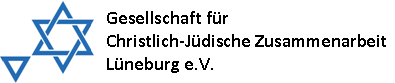 Gesellschaft für
Christlich-Jüdische Zusammenarbeit
Lüneburg e.V.